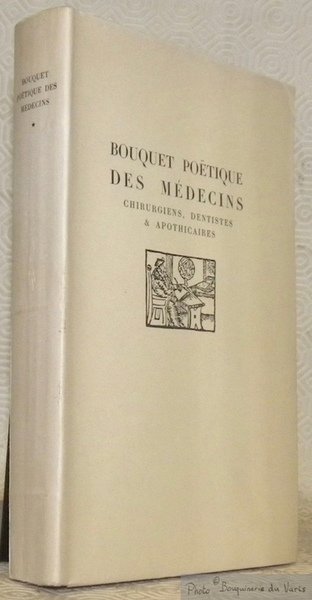 BOUQUET
POÉTIQUE DES
MÉDECINS
*
BOUQUET POÉTIQUE
DES MÉDECINS
CHIRURGIENS, DENTISTES
& APOTHICAIRES
Photo © Bouquinerie du Varis